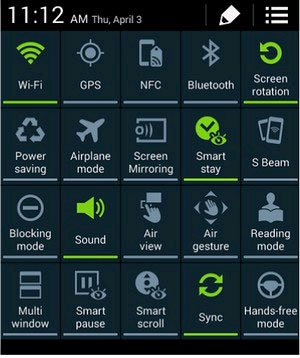 11:12 AM Thu, April 3
Wi-Fi GPS NFC Bluetooth Screen
rotation
Power Airplane Screen Smart S Beam
saving mode Mirroring stay
Blocking Sound Air Air Reading
mode view gesture mode
Multi Smart Smart Sync Hands-free
window pause scroll mode